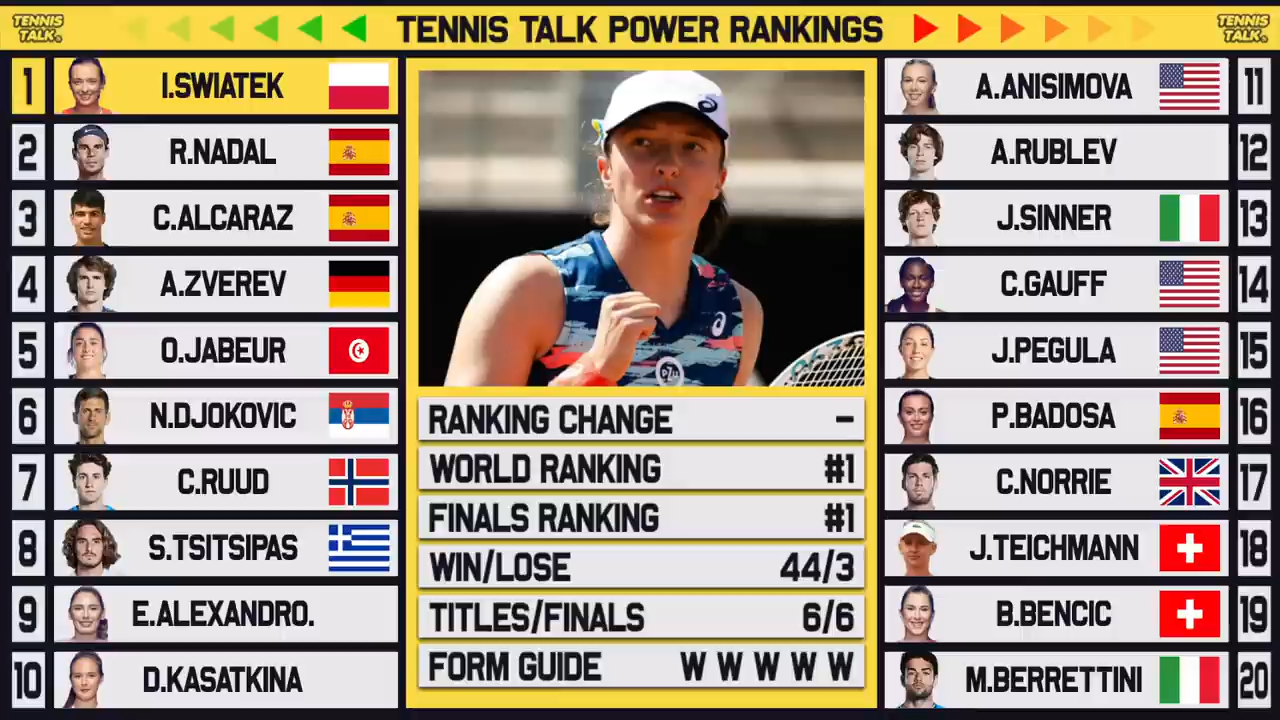 TENNIS TALK
TENNIS TALK POWER RANKINGS
TENNIS TALK
1 I.SWIATEK
2 R.NADAL
3 C.ALCARAZ
4 A.ZVEREV
5 O.JABEUR
6 N.DJOKOVIC
7 C.RUUD
8 S.TSITSIPAS
9 E.ALEXANDRO.
10 D.KASATKINA
pzu
RANKING CHANGE –
WORLD RANKING #1
FINALS RANKING #1
WIN/LOSE 44/3
TITLES/FINALS 6/6
FORM GUIDE W W W W W
A.ANISIMOVA 11
A.RUBLEV 12
J.SINNER 13
C.GAUFF 14
J.PEGULA 15
P.BADOSA 16
C.NORRIE 17
J.TEICHMANN 18
B.BENCIC 19
M.BERRETTINI 20